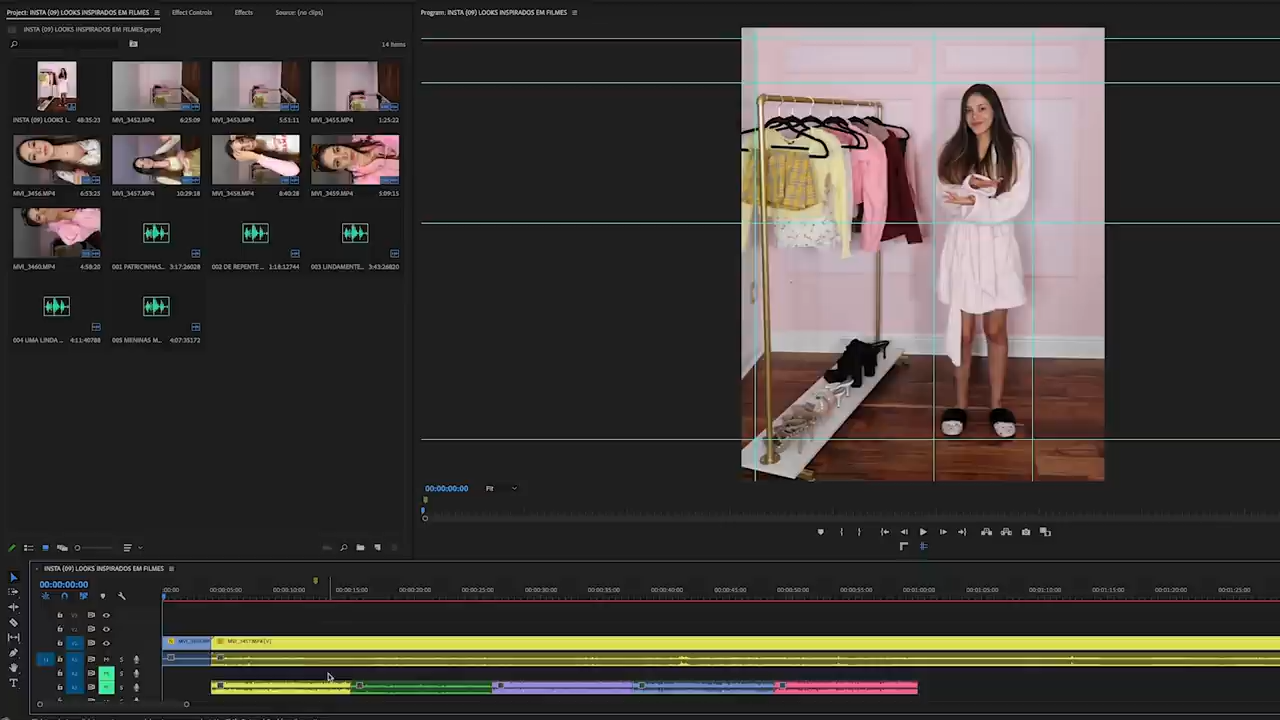 Project: INSTA (09) LOOKS INSPIRADOS EM FILMES
Effect Controls
Effects
Source: (no clips)
Program: INSTA (09) LOOKS INSPIRADOS EM FILMES
INSTA (09) LOOKS INSPIRADOS EM FILMES.prproj
14 Items
INSTA (09) LOOKS I... 48:35:23
MVI_3452.MP4 6:25:09
MVI_3453.MP4 5:51:11
MVI_3455.MP4 1:25:22
MVI_3456.MP4 6:53:25
MVI_3457.MP4 10:29:18
MVI_3458.MP4 8:40:28
MVI_3459.MP4 5:09:15
MVI_3460.MP4 4:58:20
001 PATRICINHAS... 3:17:26028
002 DE REPENTE ... 1:18:12744
003 LINDAMENTE... 3:43:26820
004 UMA LINDA ... 4:11:40788
005 MENINAS M... 4:07:35172
00:00:00:00
Fit
INSTA (09) LOOKS INSPIRADOS EM FILMES
00:00:00:00
:00:00
00:00:05:00
00:00:10:00
00:00:15:00
00:00:20:00
00:00:25:00
00:00:30:00
00:00:35:00
00:00:40:00
00:00:45:00
00:00:50:00
00:00:55:00
00:01:00:00
00:01:05:00
00:01:10:00
00:01:15:00
00:01:20:00
00:01:25:00
M S
M S
M S